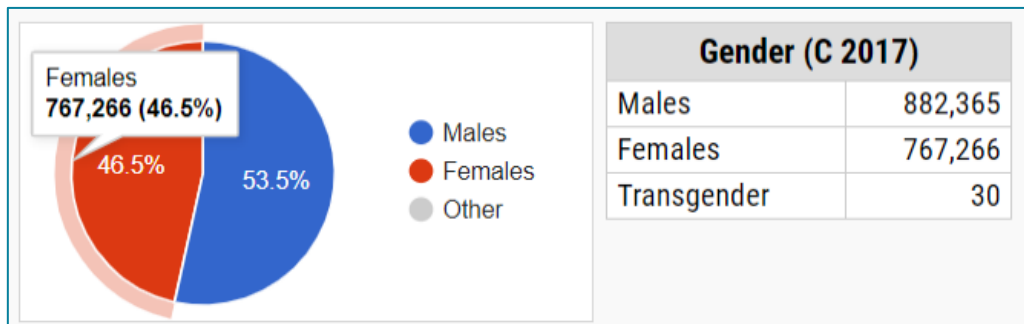 Females
767,266 (46.5%)
46.5%
53.5%
Males
Females
Other
Gender (C 2017)
Males 882,365
Females 767,266
Transgender 30